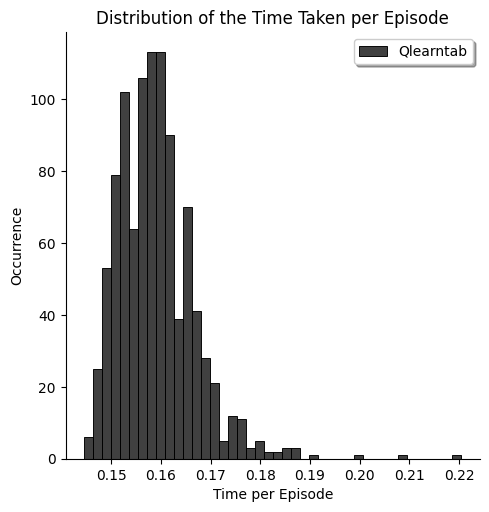 Distribution of the Time Taken per Episode
Qlearntab
Occurrence
100
80
60
40
20
0
0.15 0.16 0.17 0.18 0.19 0.20 0.21 0.22
Time per Episode